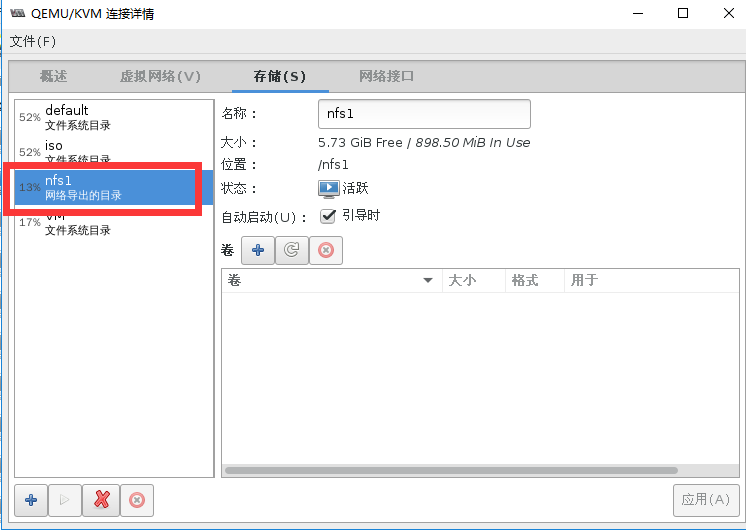 QEMU/KVM 连接详情
文件(F)
概述 虚拟网络(V) 存储(S) 网络接口
52% default
文件系统目录
52% iso
文件系统目录
13% nfs1
网络导出的目录
17% VM
文件系统目录
名称： nfs1
大小： 5.73 GiB Free / 898.50 MiB In Use
位置： /nfs1
状态： 活跃
自动启动(U)： 引导时
卷
卷 大小 格式 用于
应用(A)